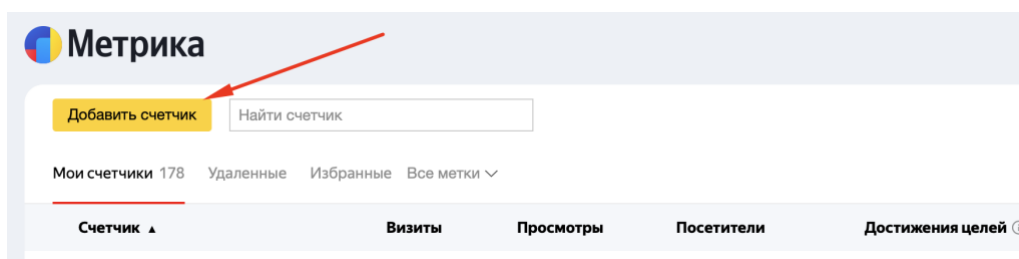 Метрика
Добавить счетчик Найти счетчик
Мои счетчики 178 Удаленные Избранные Все метки
Счетчик ▲ Визиты Просмотры Посетители Достижения целей